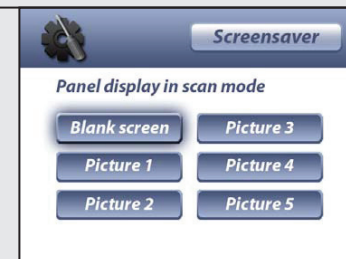 Screensaver
Panel display in scan mode
Blank screen Picture 3
Picture 1 Picture 4
Picture 2 Picture 5